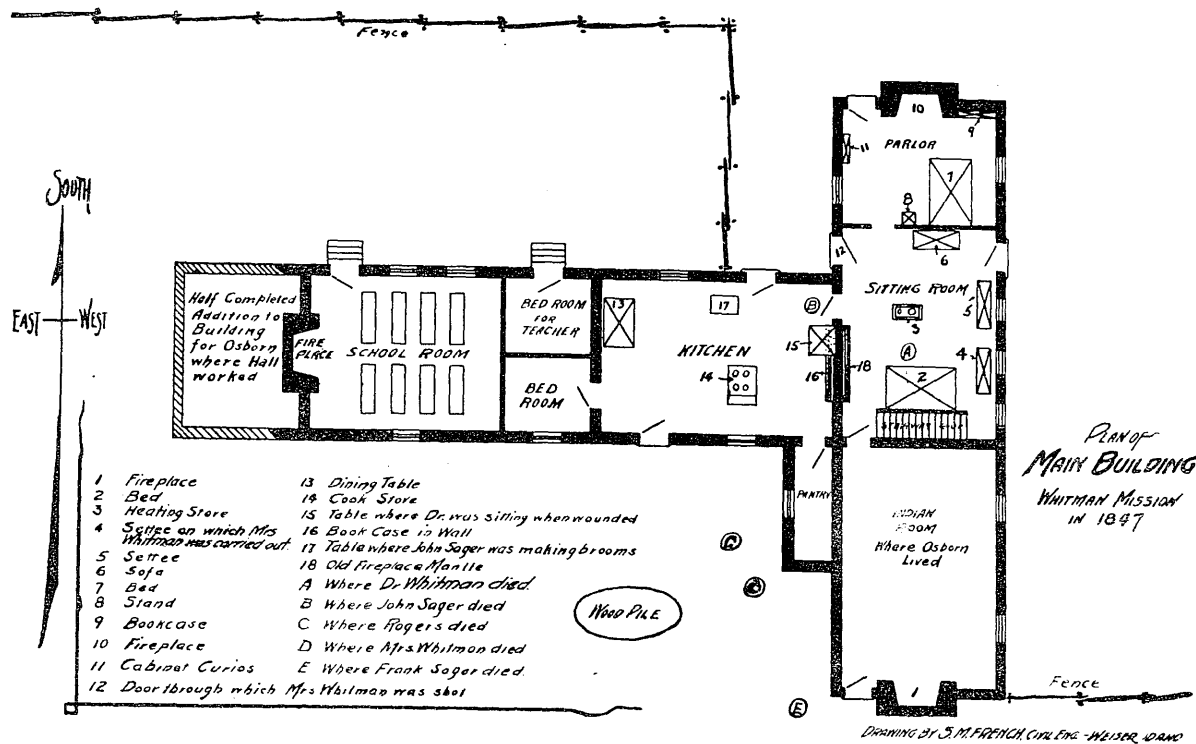 Fence
SOUTH
EAST
WEST
10
9
11
PARLOR
7
8
12
6
SITTING ROOM
5
3
4
A
2
STAIRWAY
Half Completed
Addition to
Building
for Osborn
where Hall
worked
FIRE
PLACE
SCHOOL ROOM
BED ROOM
FOR
TEACHER
BED
ROOM
13
17
B
KITCHEN
15
14
16
18
PANTRY
INDIAN
ROOM
Where Osborn
Lived
PLAN OF
MAIN BUILDING
WHITMAN MISSION
IN 1847
1 Fireplace
2 Bed
3 Heating Stove
4 Settee on which Mrs
Whitman was carried out.
5 Settee
6 Sofa
7 Bed
8 Stand
9 Bookcase
10 Fireplace
11 Cabinet Curios
12 Door through which Mrs Whitman was shot
13 Dining Table
14 Cook Stove
15 Table where Dr. was sitting when wounded
16 Book Case in Wall
17 Table where John Sager was making brooms
18 Old Fireplace Mantle
A Where Dr Whitman died.
B Where John Sager died
C Where Rogers died
D Where Mrs. Whitman died
E Where Frank Sager died.
C
WOOD PILE
E
1
Fence
DRAWING BY S.M. FRENCH, CIVIL ENG - WEISER IDAHO